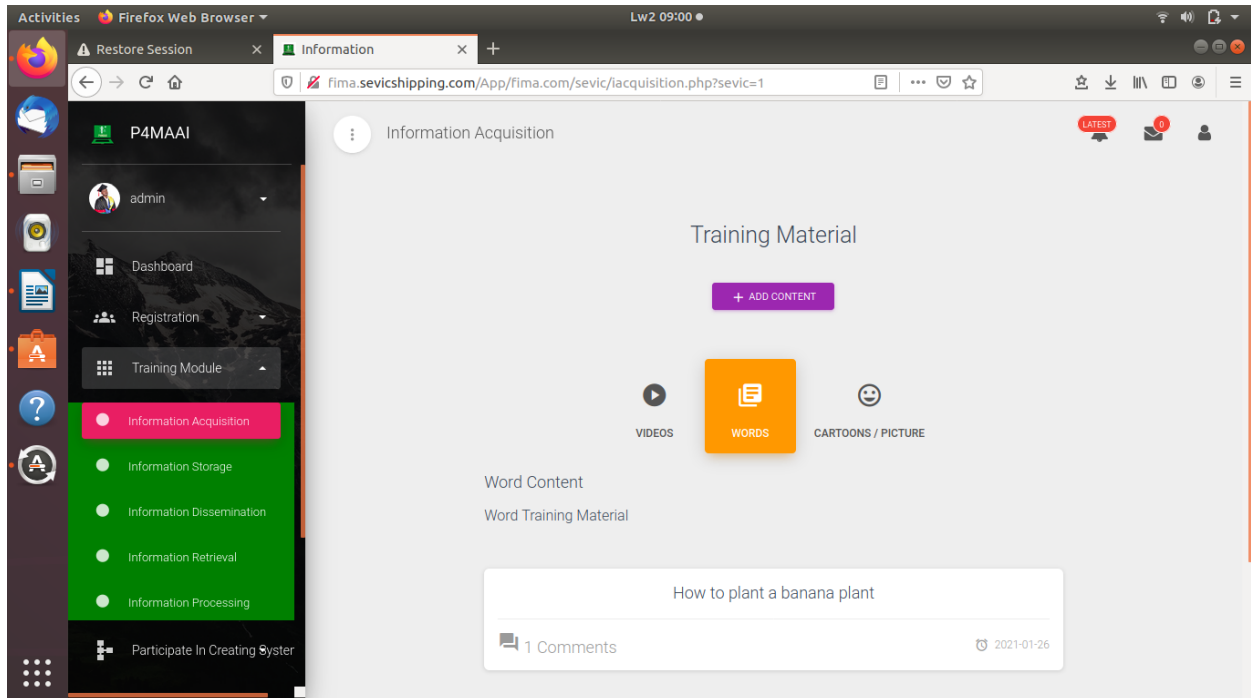 Activities Firefox Web Browser Lw2 09:00
Restore Session Information
fima.sevicshipping.com/App/fima.com/sevic/iacquisition.php?sevic=1
P4MAAI
Information Acquisition
LATEST 0
admin
Training Material
Dashboard
+ ADD CONTENT
Registration
Training Module
VIDEOS WORDS CARTOONS / PICTURE
Information Acquisition
Information Storage
Word Content
Information Dissemination
Word Training Material
Information Retrieval
How to plant a banana plant
Information Processing
1 Comments 2021-01-26
Participate In Creating Syster